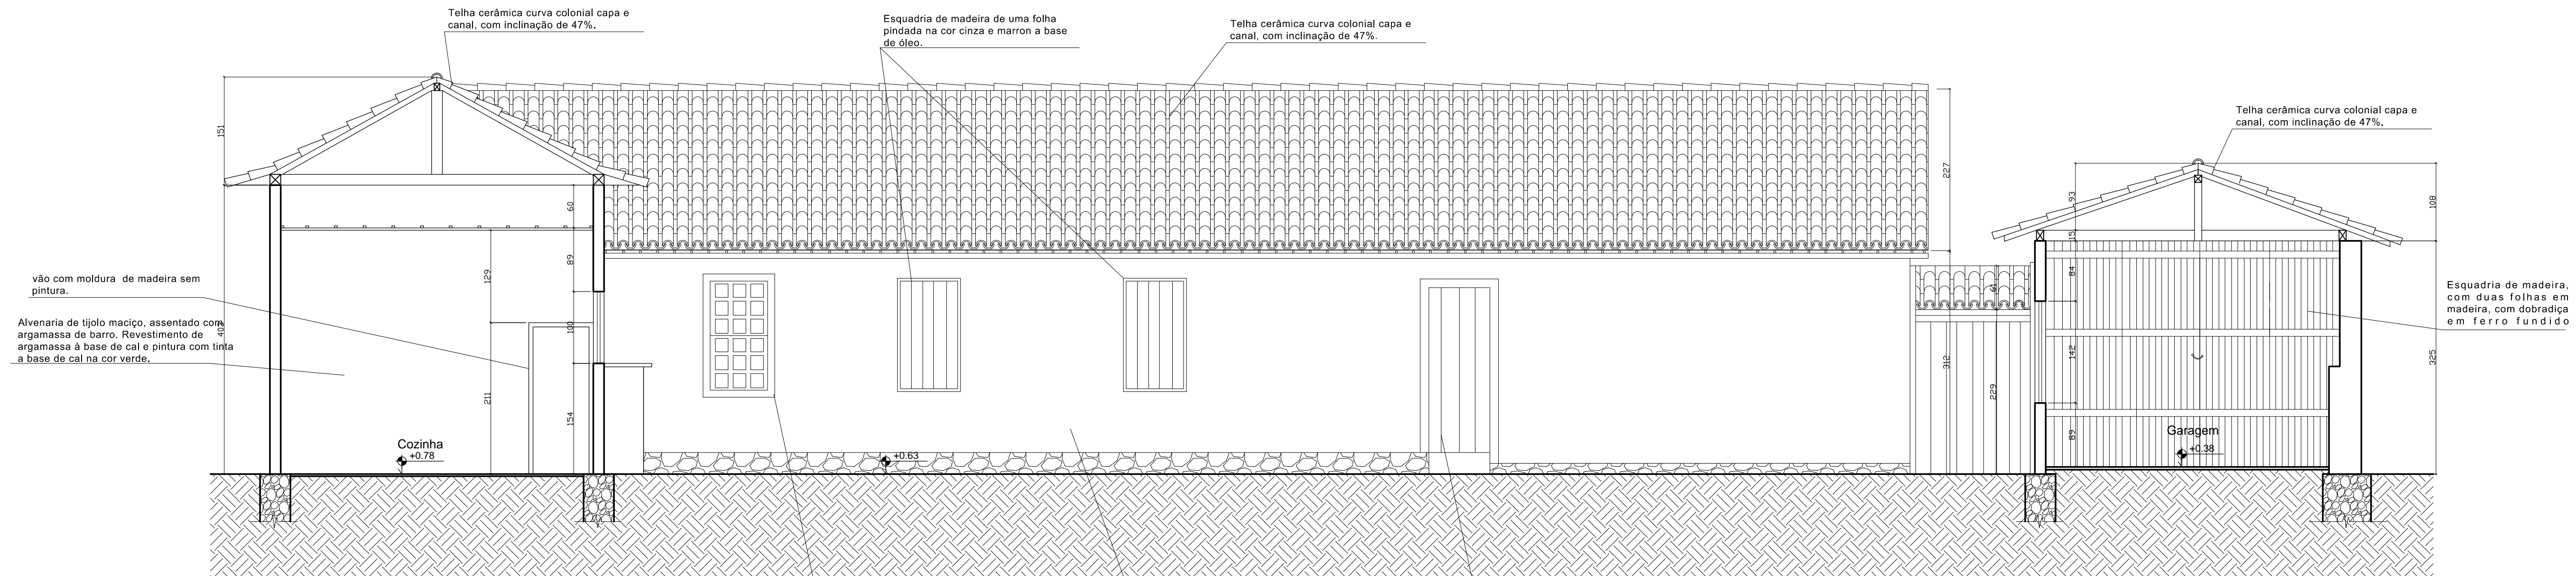 Telha cerâmica curva colonial capa e
canal, com inclinação de 47%.
Esquadria de madeira de uma folha
pindada na cor cinza e marron a base
de óleo.
Telha cerâmica curva colonial capa e
canal, com inclinação de 47%.
Telha cerâmica curva colonial capa e
canal, com inclinação de 47%.
vão com moldura de madeira sem
pintura.
Alvenaria de tijolo maciço, assentado com
argamassa de barro. Revestimento de
argamassa à base de cal e pintura com tinta
a base de cal na cor verde.
Esquadria de madeira,
com duas folhas em
madeira, com dobradiça
em ferro fundido
151
403
129
211
60
89
100
154
Cozinha
+0.78
+0.63
227
312
61
229
93
15
84
142
89
108
325
Garagem
+0.38